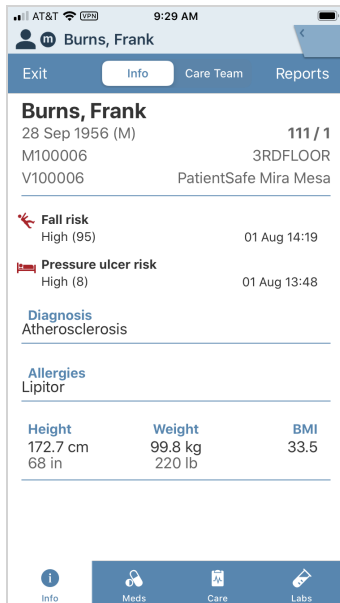 AT&T VPN 9:29 AM
m Burns, Frank
Exit Info Care Team Reports
Burns, Frank
28 Sep 1956 (M) 111 / 1
M100006 3RDFLOOR
V100006 PatientSafe Mira Mesa
Fall risk
High (95) 01 Aug 14:19
Pressure ulcer risk
High (8) 01 Aug 13:48
Diagnosis
Atherosclerosis
Allergies
Lipitor
Height Weight BMI
172.7 cm 99.8 kg 33.5
68 in 220 lb
Info Meds Care Labs